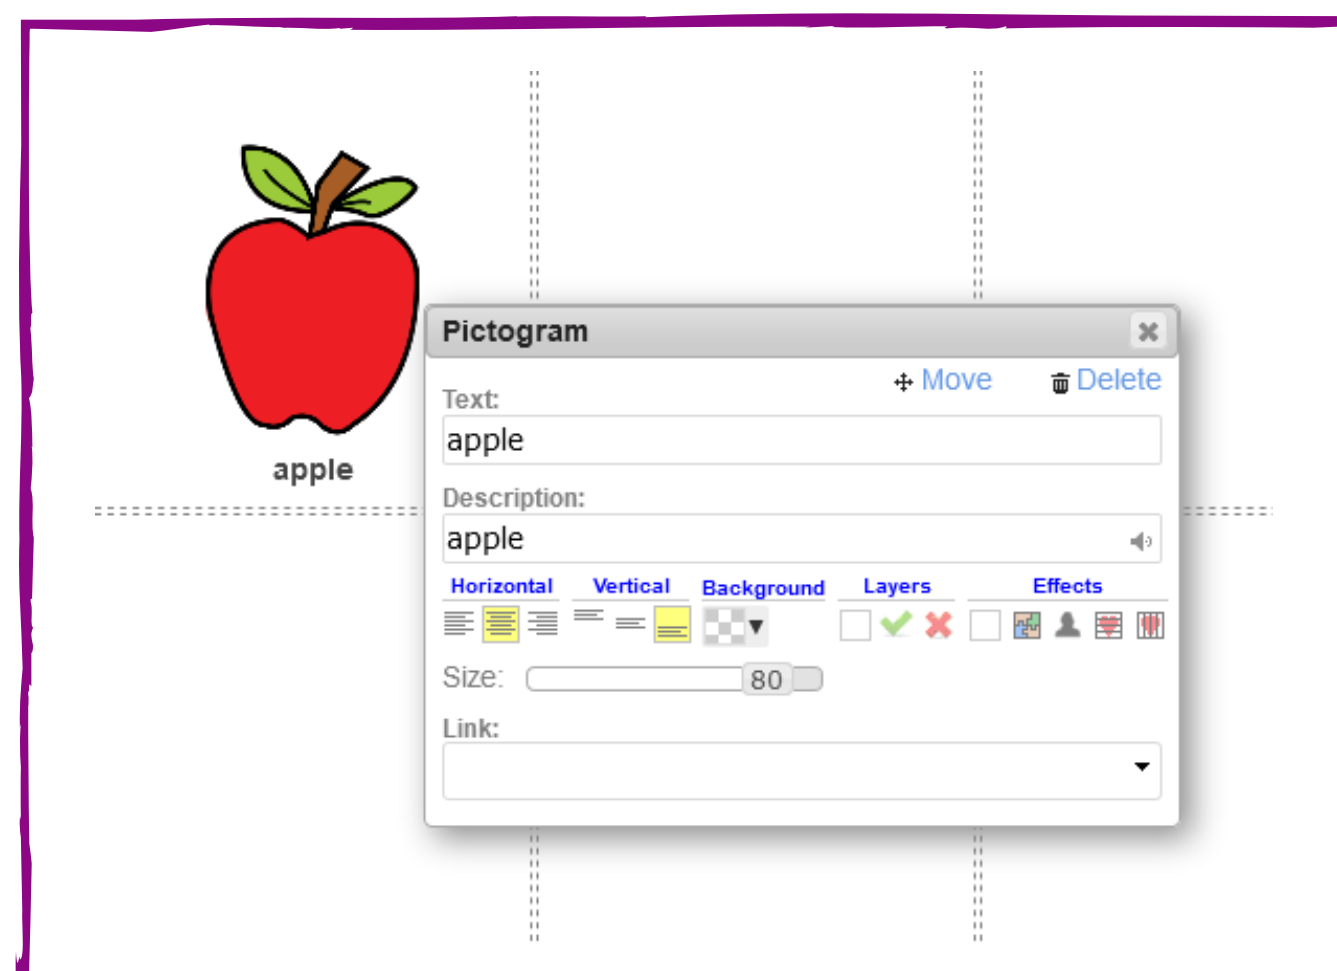 apple
Pictogram
Move Delete
Text:
apple
Description:
apple
Horizontal Vertical Background Layers Effects
Size: 80
Link: